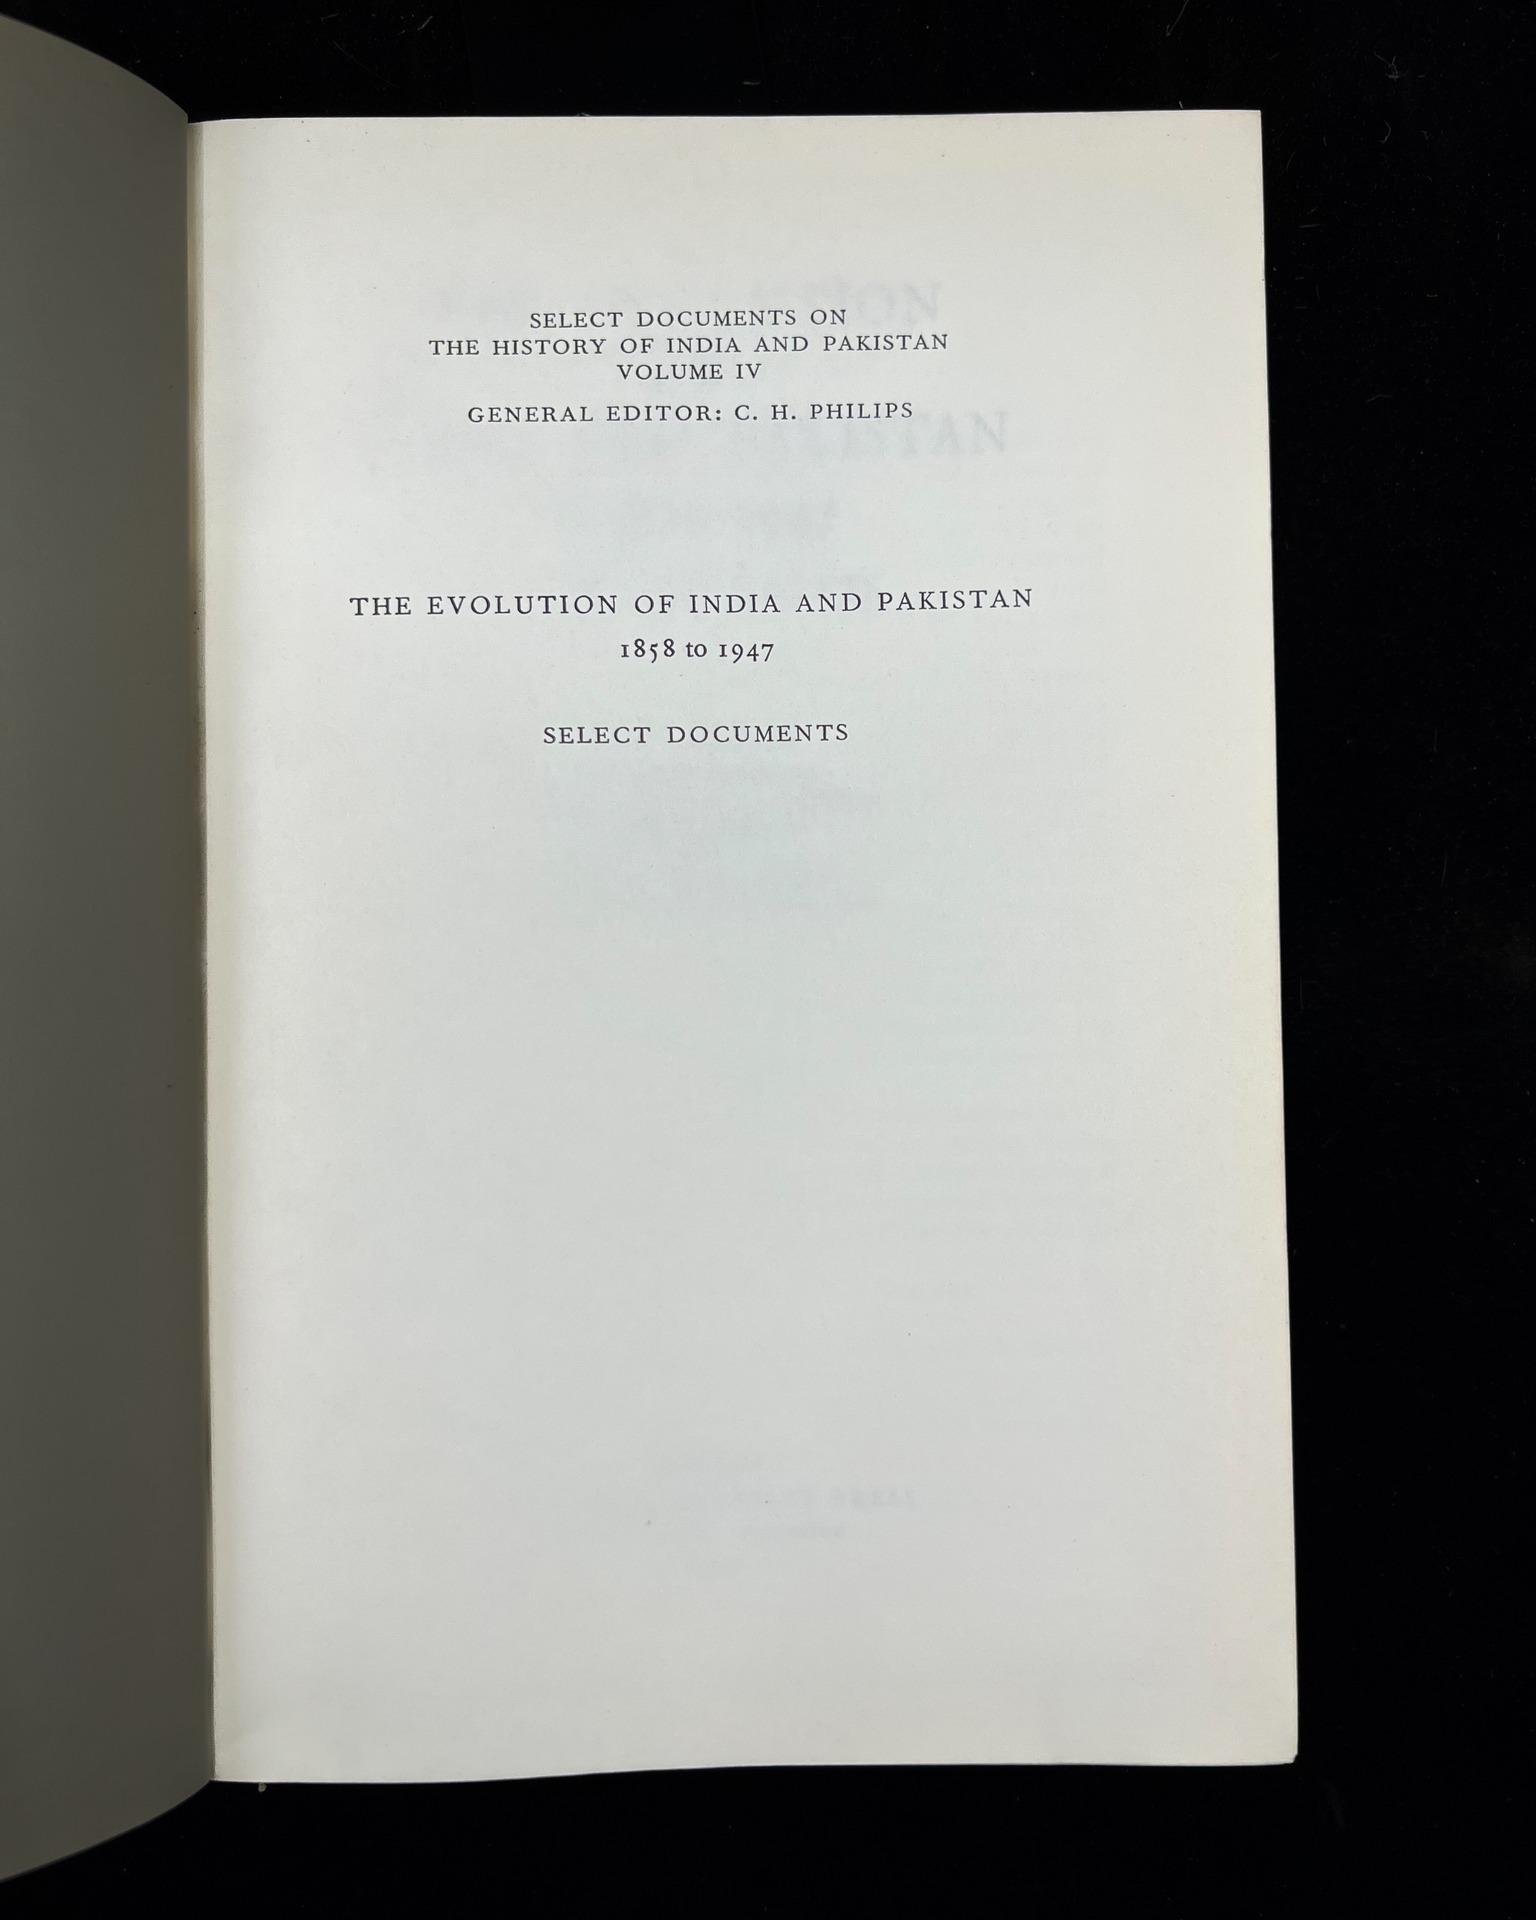 SELECT DOCUMENTS ON
THE HISTORY OF INDIA AND PAKISTAN
VOLUME IV
GENERAL EDITOR: C. H. PHILIPS
THE EVOLUTION OF INDIA AND PAKISTAN
1858 to 1947
SELECT DOCUMENTS